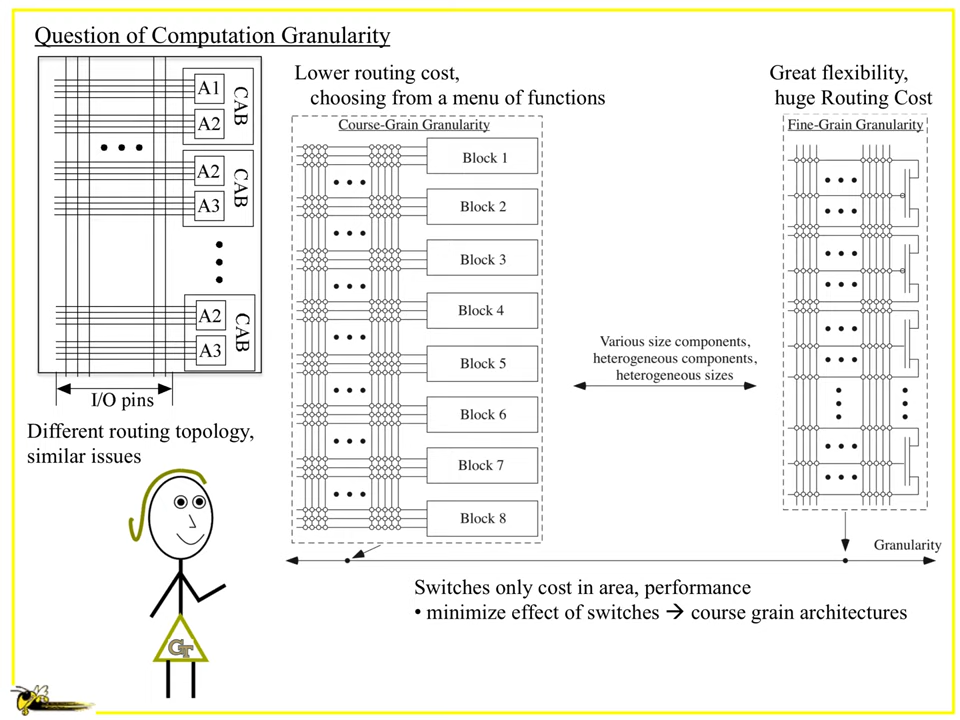 Question of Computation Granularity
A1
A2
CAB
A2
A3
CAB
A2
A3
CAB
I/O pins
Different routing topology,
similar issues
Lower routing cost,
choosing from a menu of functions
Course-Grain Granularity
Block 1
Block 2
Block 3
Block 4
Block 5
Block 6
Block 7
Block 8
Various size components,
heterogeneous components,
heterogeneous sizes
Great flexibility,
huge Routing Cost
Fine-Grain Granularity
Granularity
Switches only cost in area, performance
• minimize effect of switches → course grain architectures
GT